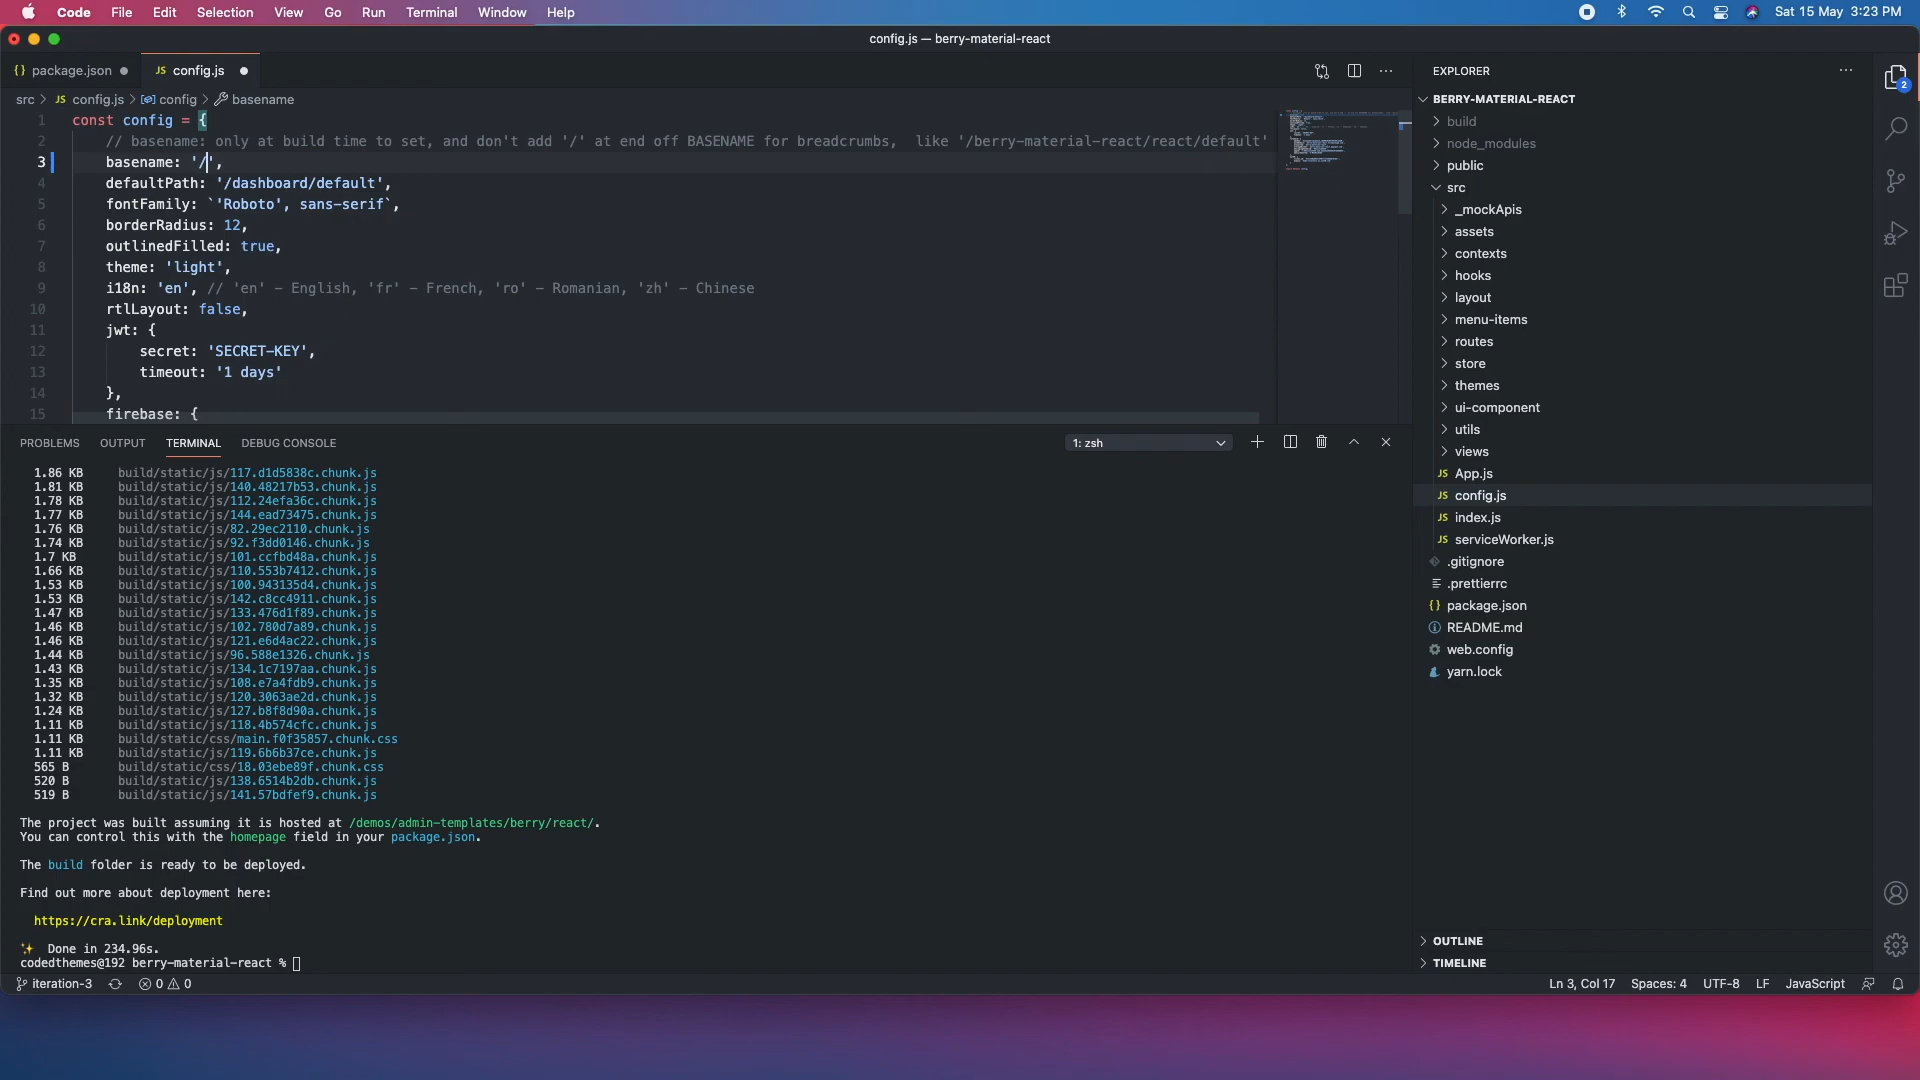 Code File Edit Selection View Go Run Terminal Window Help
Sat 15 May 3:23 PM
config.js — berry-material-react
package.json
JS config.js
src > JS config.js > config > basename
1 const config = {
2 // basename: only at build time to set, and don't add '/' at end off BASENAME for breadcrumbs, like '/berry-material-react/react/default'
3 basename: '/',
4 defaultPath: '/dashboard/default',
5 fontFamily: `'Roboto', sans-serif`,
6 borderRadius: 12,
7 outlinedFilled: true,
8 theme: 'light',
9 i18n: 'en', // 'en' - English, 'fr' - French, 'ro' - Romanian, 'zh' - Chinese
10 rtlLayout: false,
11 jwt: {
12 secret: 'SECRET-KEY',
13 timeout: '1 days'
14 },
15 firebase: {
PROBLEMS OUTPUT TERMINAL DEBUG CONSOLE
1: zsh
1.86 KB build/static/js/117.d1d5838c.chunk.js
1.81 KB build/static/js/140.48217b53.chunk.js
1.78 KB build/static/js/112.24efa36c.chunk.js
1.77 KB build/static/js/144.ead73475.chunk.js
1.76 KB build/static/js/82.29ec2110.chunk.js
1.74 KB build/static/js/92.f3dd0146.chunk.js
1.7 KB build/static/js/101.ccfbd48a.chunk.js
1.66 KB build/static/js/110.553b7412.chunk.js
1.53 KB build/static/js/100.943135d4.chunk.js
1.53 KB build/static/js/142.c8cc4911.chunk.js
1.47 KB build/static/js/133.476d1f89.chunk.js
1.46 KB build/static/js/102.780d7a89.chunk.js
1.46 KB build/static/js/121.e6d4ac22.chunk.js
1.44 KB build/static/js/96.588e1326.chunk.js
1.43 KB build/static/js/134.1c7197aa.chunk.js
1.35 KB build/static/js/108.e7a4fdb9.chunk.js
1.32 KB build/static/js/120.3063ae2d.chunk.js
1.24 KB build/static/js/127.b8f8d90a.chunk.js
1.11 KB build/static/js/118.4b574cfc.chunk.js
1.11 KB build/static/css/main.f0f35857.chunk.css
1.11 KB build/static/js/119.6b6b37ce.chunk.js
565 B build/static/css/18.03ebe89f.chunk.css
520 B build/static/js/138.6514b2db.chunk.js
519 B build/static/js/141.57bdfef9.chunk.js
The project was built assuming it is hosted at /demos/admin-templates/berry/react/.
You can control this with the homepage field in your package.json.
The build folder is ready to be deployed.
Find out more about deployment here:
https://cra.link/deployment
✨ Done in 234.96s.
codedthemes@192 berry-material-react %
EXPLORER
BERRY-MATERIAL-REACT
build
node_modules
public
src
_mockApis
assets
contexts
hooks
layout
menu-items
routes
store
themes
ui-component
utils
views
JS App.js
JS config.js
JS index.js
JS serviceWorker.js
.gitignore
.prettierrc
package.json
README.md
web.config
yarn.lock
OUTLINE
TIMELINE
2
iteration-3 0 0
Ln 3, Col 17 Spaces: 4 UTF-8 LF JavaScript